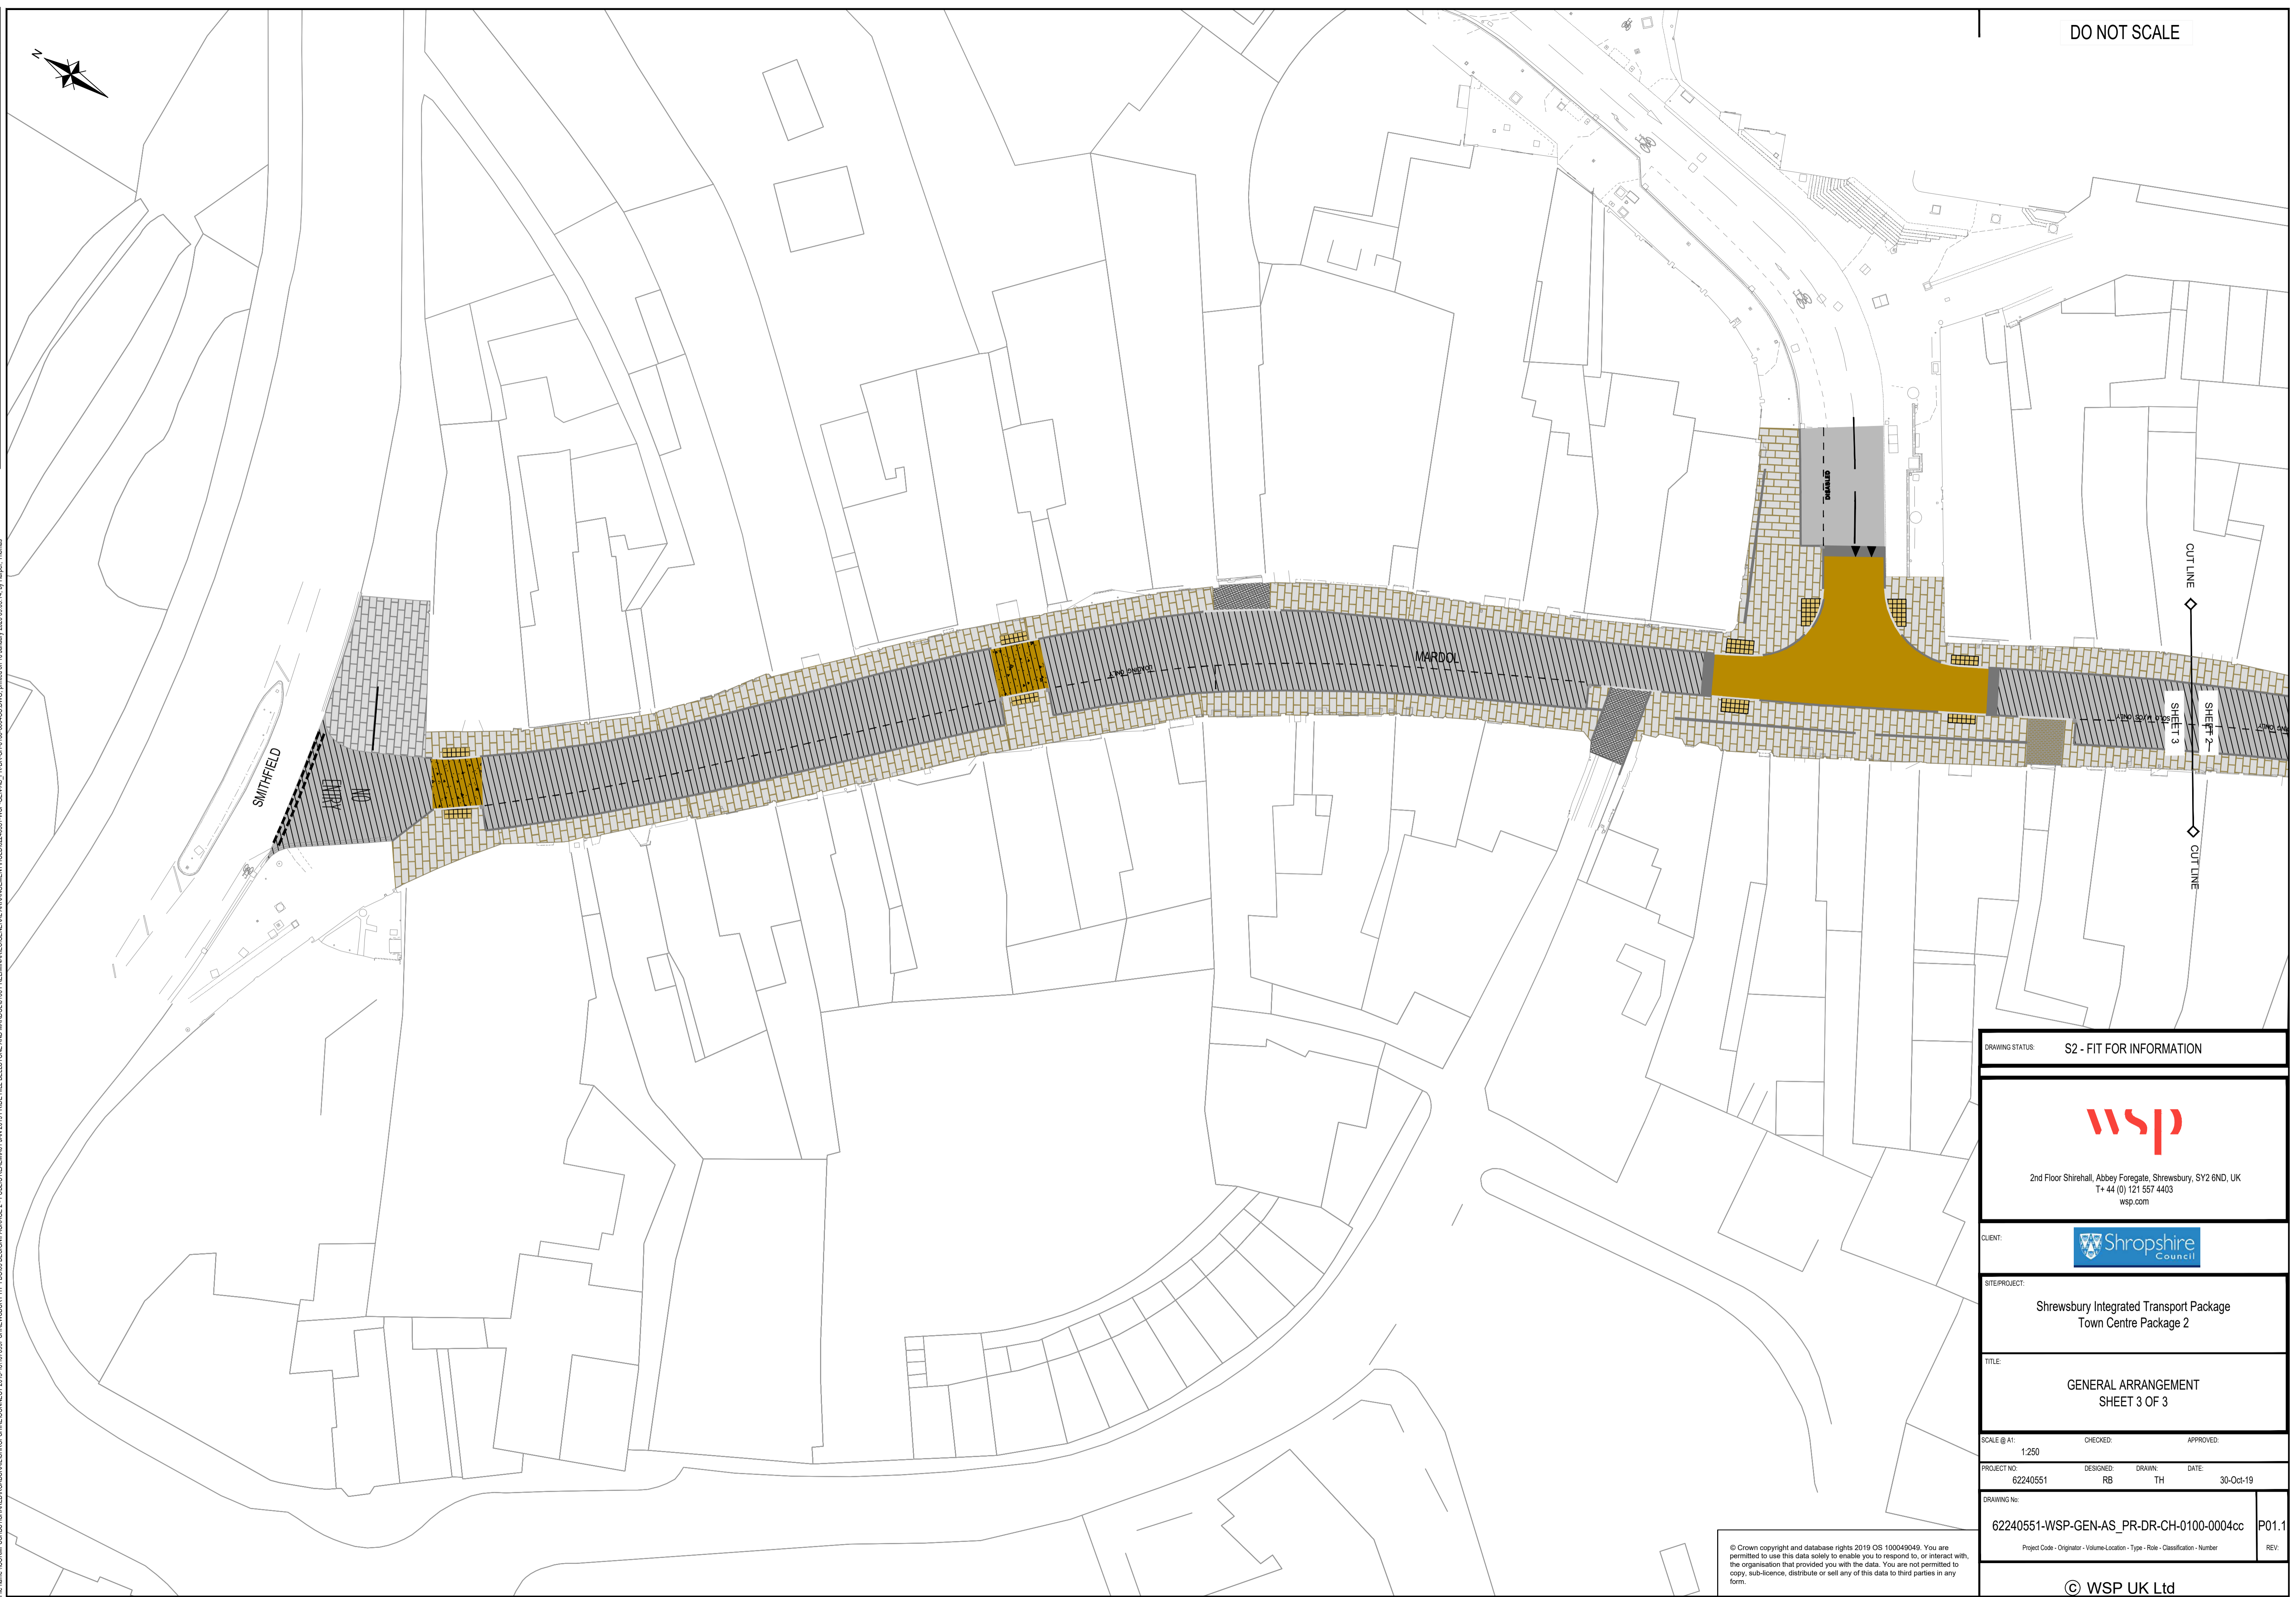 DO NOT SCALE
N
DISABLED
CUT LINE
MARDOL
LOADING ONLY
SHEET 3
SHEET 2
SOLO M/CS ONLY
SMITHFIELD
NO
ENTRY
CUT LINE
DRAWING STATUS: S2 - FIT FOR INFORMATION
wsp
2nd Floor Shirehall, Abbey Foregate, Shrewsbury, SY2 6ND, UK
T+ 44 (0) 121 557 4403
wsp.com
CLIENT:
Shropshire
Council
SITE/PROJECT:
Shrewsbury Integrated Transport Package
Town Centre Package 2
TITLE:
GENERAL ARRANGEMENT
SHEET 3 OF 3
SCALE @ A1: CHECKED: APPROVED:
1:250
PROJECT NO: DESIGNED: DRAWN: DATE:
62240551 RB TH 30-Oct-19
DRAWING No:
62240551-WSP-GEN-AS_PR-DR-CH-0100-0004cc P01.1
Project Code - Originator - Volume-Location - Type - Role - Classification - Number REV:
© WSP UK Ltd
© Crown copyright and database rights 2019 OS 100049049. You are
permitted to use this data solely to enable you to respond to, or interact with,
the organisation that provided you with the data. You are not permitted to
copy, sub-licence, distribute or sell any of this data to third parties in any
form.